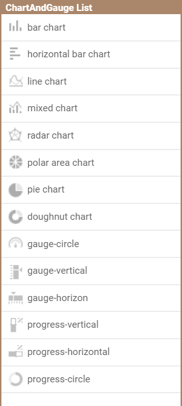 ChartAndGauge List
bar chart
horizontal bar chart
line chart
mixed chart
radar chart
polar area chart
pie chart
doughnut chart
gauge-circle
gauge-vertical
gauge-horizon
progress-vertical
progress-horizontal
progress-circle